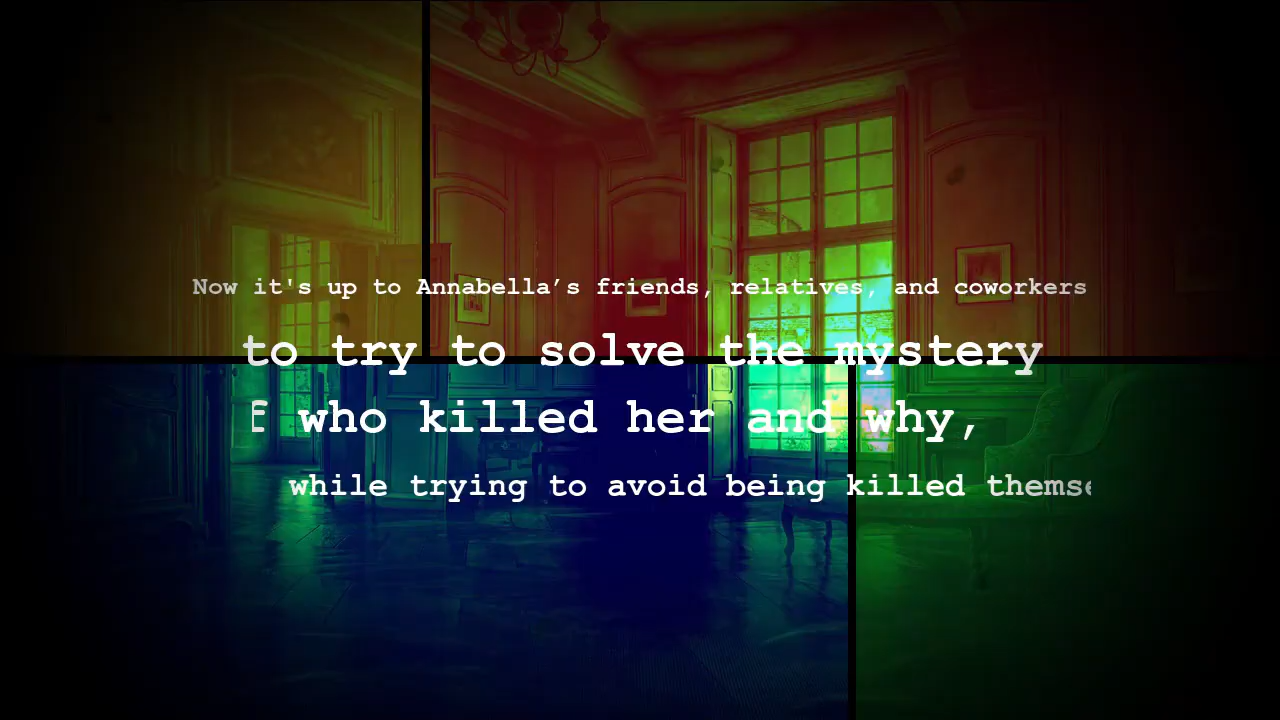 Now it's up to Annabella’s friends, relatives, and coworkers
to try to solve the mystery
who killed her and why,
while trying to avoid being killed themse